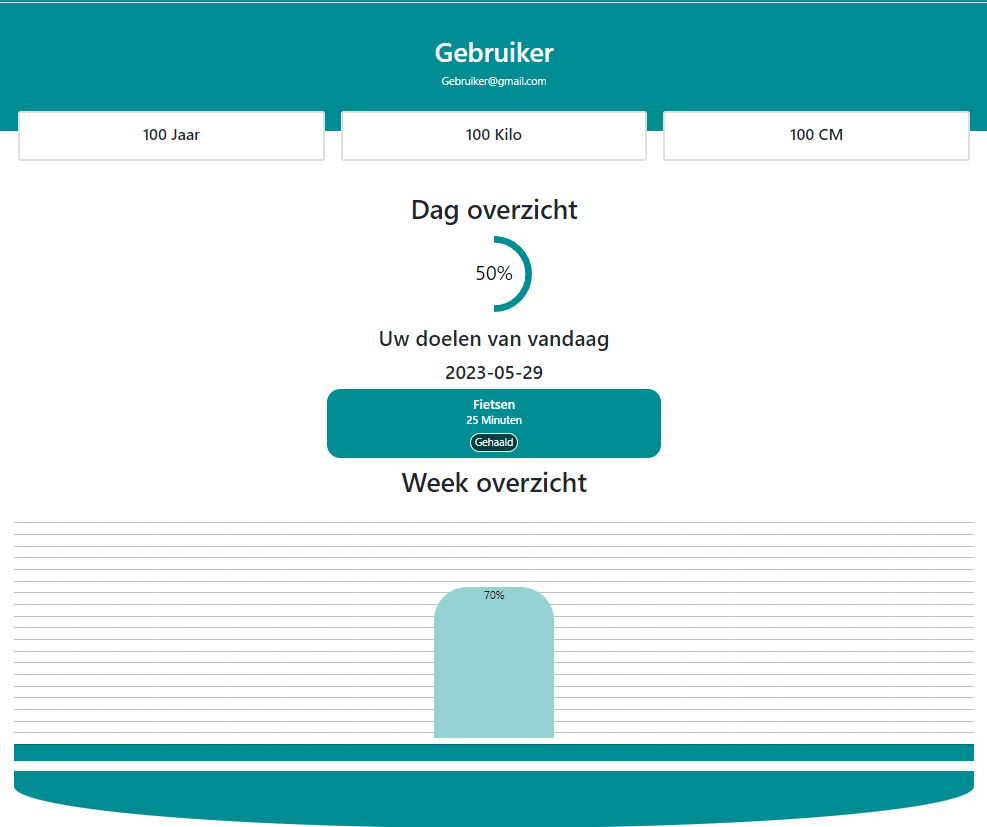 Gebruiker
Gebruiker@gmail.com
100 Jaar
100 Kilo
100 CM
Dag overzicht
50%
Uw doelen van vandaag
2023-05-29
Fietsen
25 Minuten
Gehaald
Week overzicht
70%